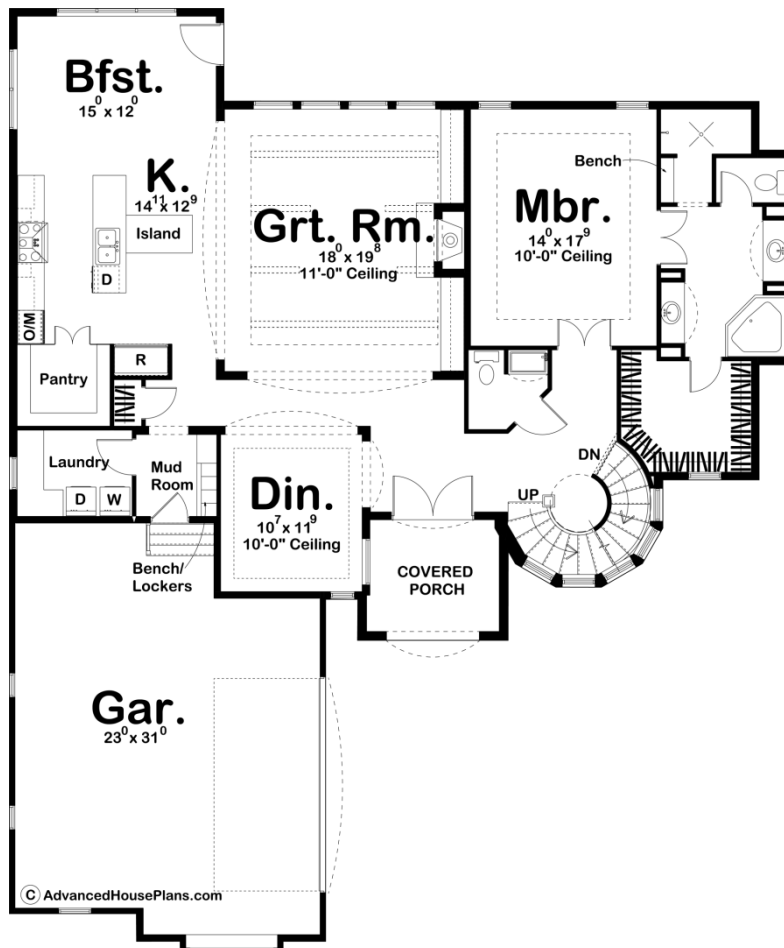 Bfst.
15⁰ x 12⁰
K.
14¹¹ x 12⁹
Island
D
O/M
R
Pantry
Grt. Rm.
18⁰ x 19⁸
11'-0" Ceiling
Bench
Mbr.
14⁰ x 17⁹
10'-0" Ceiling
Laundry
D
W
Mud
Room
Bench/
Lockers
Din.
10⁷ x 11⁹
10'-0" Ceiling
DN
UP
COVERED
PORCH
Gar.
23⁰ x 31⁰
© AdvancedHousePlans.com